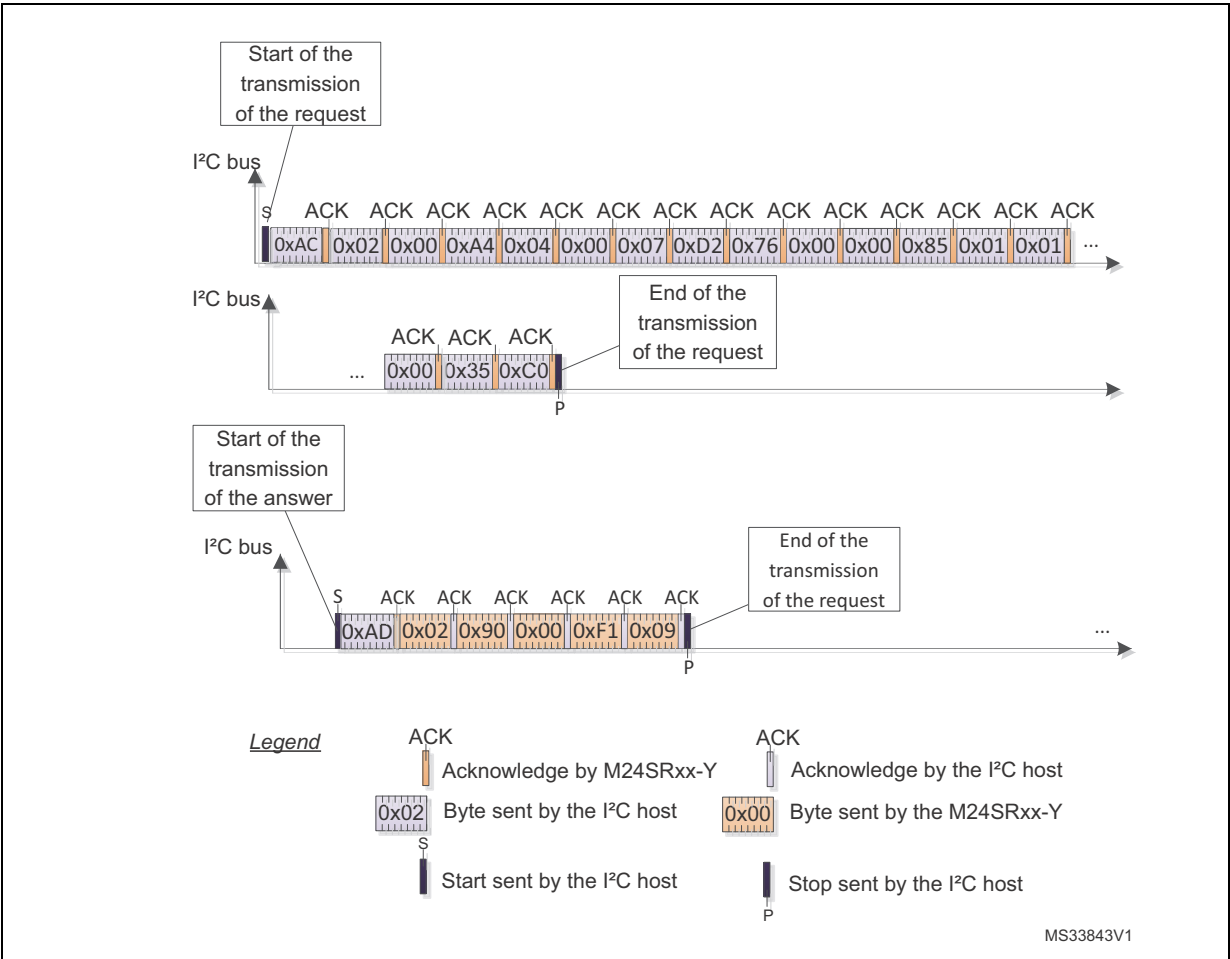 Start of the
transmission
of the request
I²C bus
S ACK ACK ACK ACK ACK ACK ACK ACK ACK ACK ACK ACK ACK ACK
0xAC 0x02 0x00 0xA4 0x04 0x00 0x07 0xD2 0x76 0x00 0x00 0x85 0x01 0x01 ...
I²C bus
End of the
transmission
of the request
ACK ACK ACK
... 0x00 0x35 0xC0
P
Start of the
transmission
of the answer
I²C bus
End of the
transmission
of the request
S ACK ACK ACK ACK ACK ACK
0xAD 0x02 0x90 0x00 0xF1 0x09 ...
P
Legend
ACK
Acknowledge by M24SRxx-Y
ACK
Acknowledge by the I²C host
0x02 Byte sent by the I²C host
0x00 Byte sent by the M24SRxx-Y
S
Start sent by the I²C host
Stop sent by the I²C host
P
MS33843V1